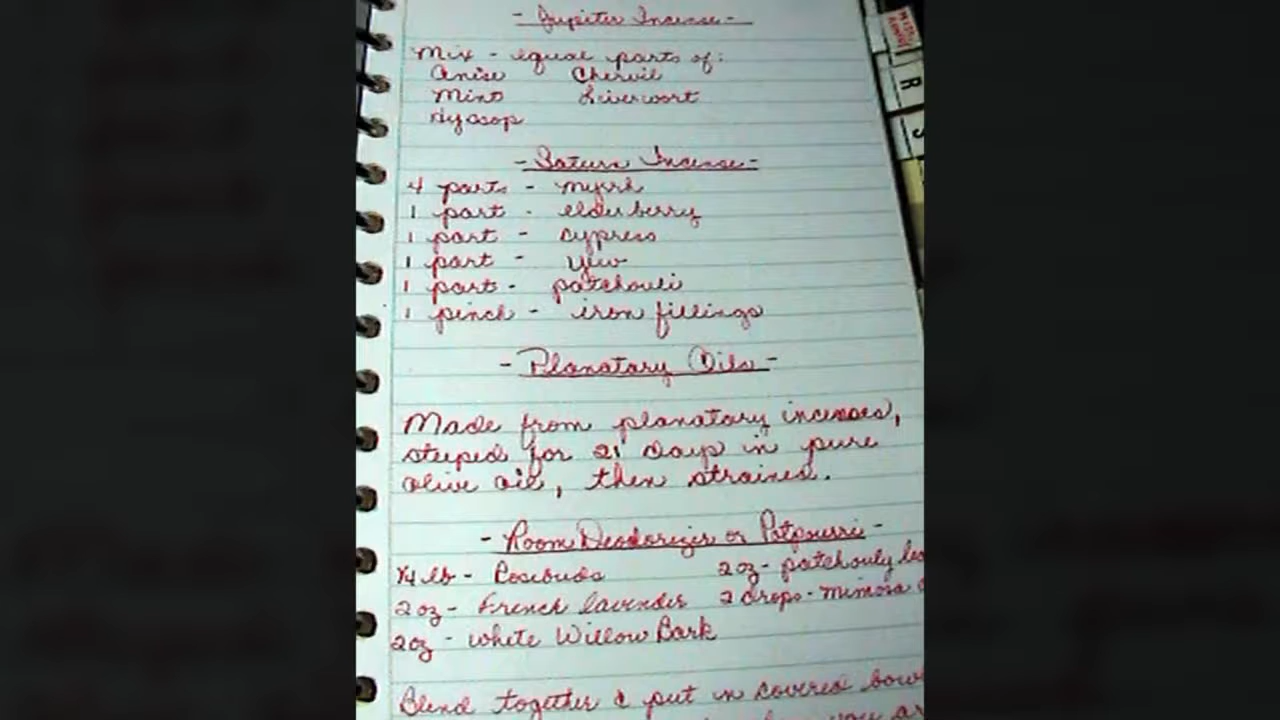 - Jupiter Incense -
Mix - equal parts of:
Anise Chervil
Mint Liverwort
Hyssop
- Saturn Incense -
4 parts - myrrh
1 part - elderberry
1 part - cypress
1 part - yew
1 part - patchouli
1 pinch - iron fillings
- Planatary Oils -
Made from planatary incenses,
steeped for 21 days in pure
olive oil, then strained.
- Room Deodorizer or Potpourri -
1/4 lb - Rosebuds 2 oz - patchouly
2 oz - French lavender 2 drops - mimosa
2 oz - white Willow Bark
Blend together & put in covered bowl
R